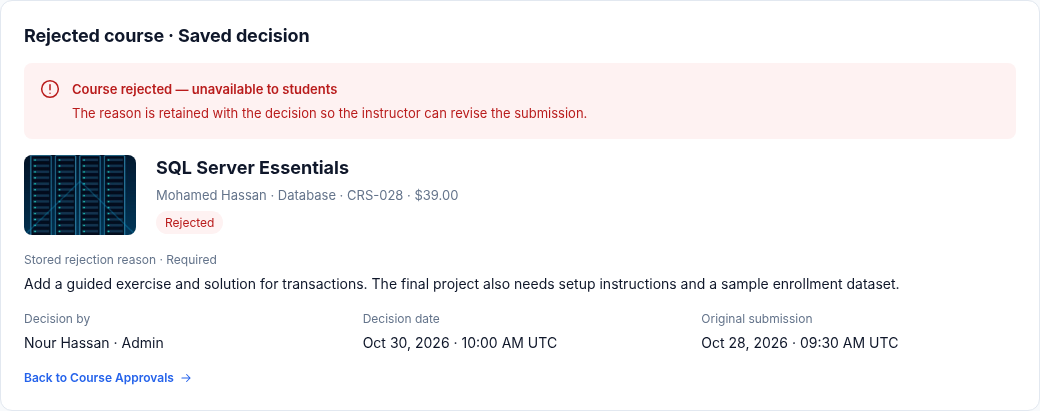 Rejected course · Saved decision
Course rejected — unavailable to students
The reason is retained with the decision so the instructor can revise the submission.
SQL Server Essentials
Mohamed Hassan · Database · CRS-028 · $39.00
Rejected
Stored rejection reason · Required
Add a guided exercise and solution for transactions. The final project also needs setup instructions and a sample enrollment dataset.
Decision by
Nour Hassan · Admin
Decision date
Oct 30, 2026 · 10:00 AM UTC
Original submission
Oct 28, 2026 · 09:30 AM UTC
Back to Course Approvals →